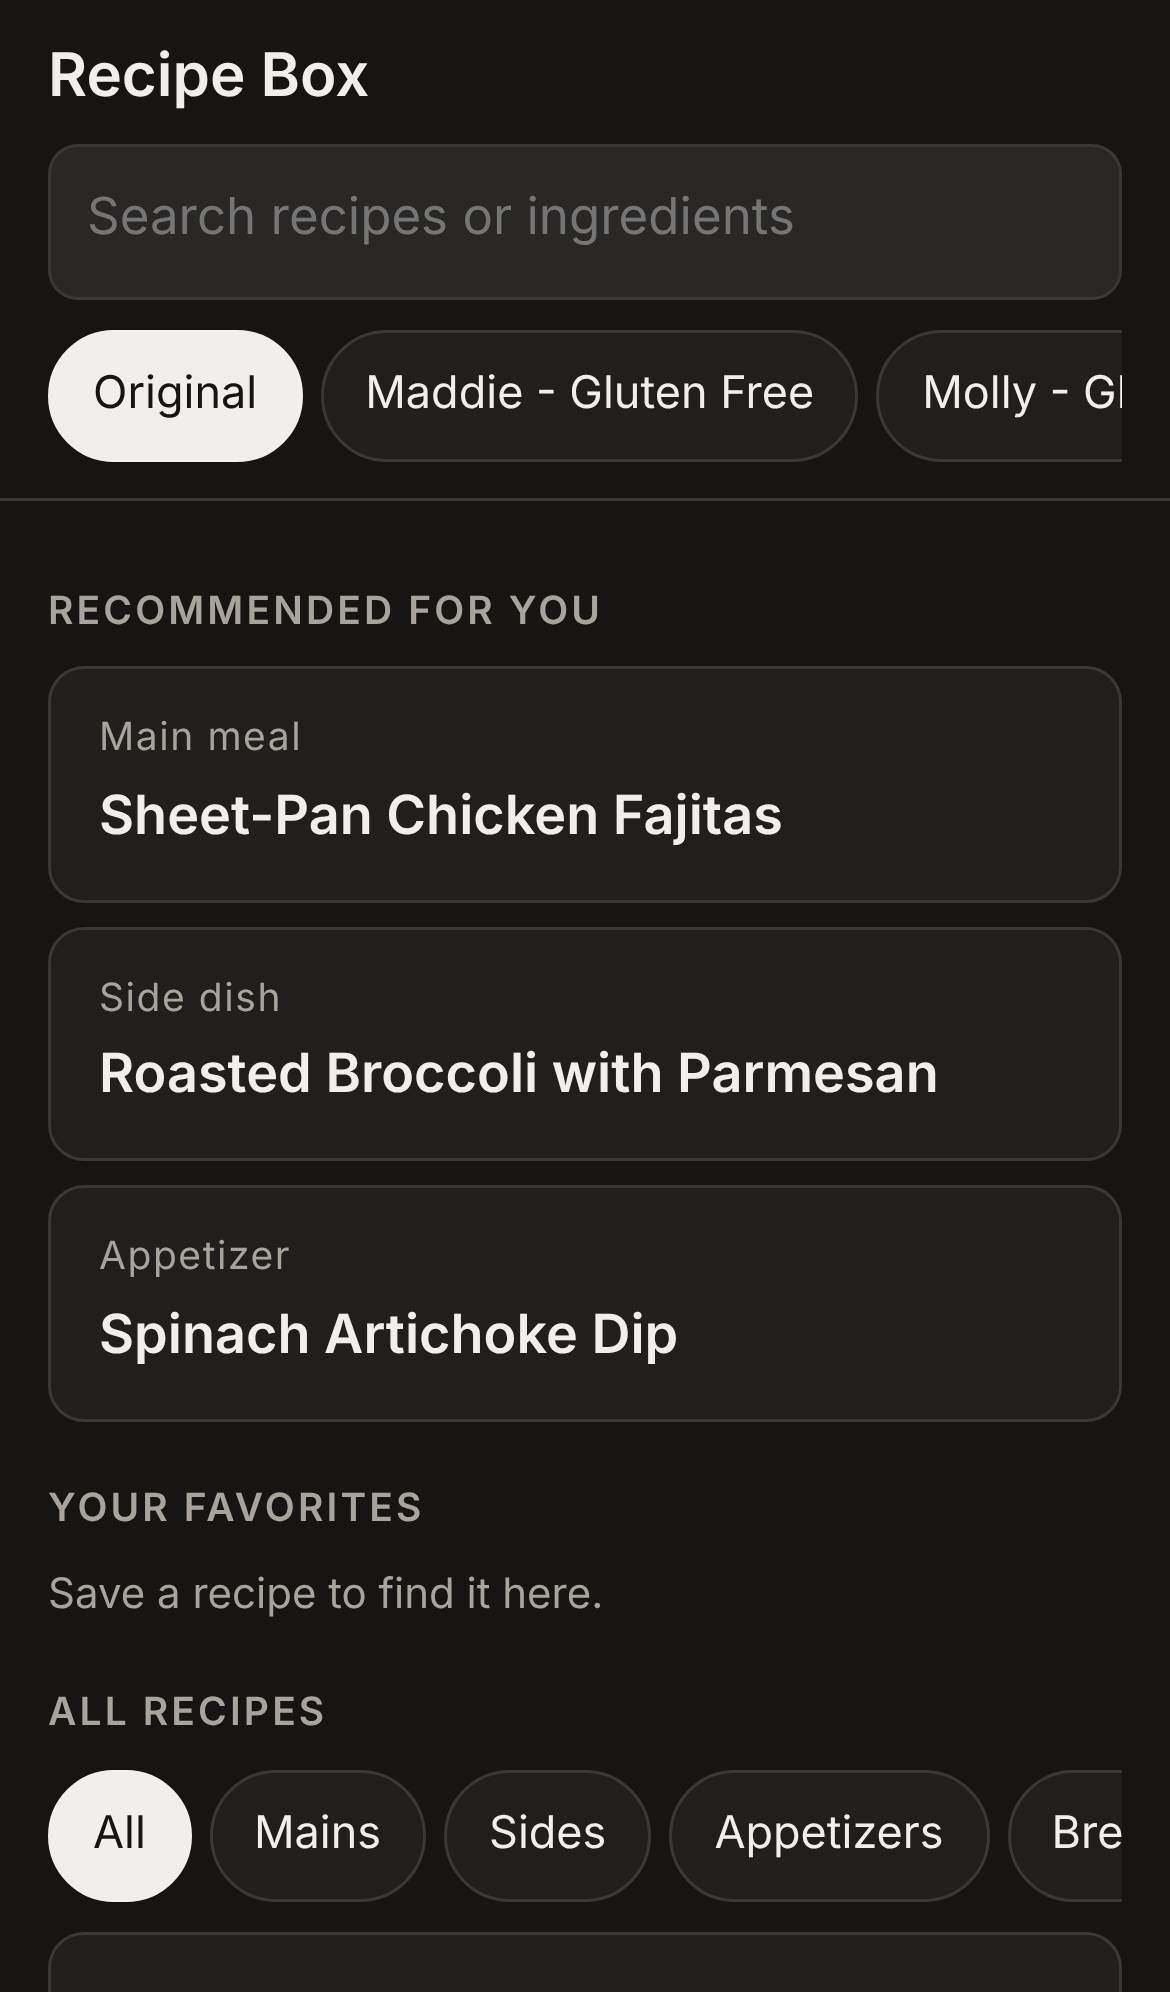 Recipe Box
Search recipes or ingredients
Original
Maddie - Gluten Free
Molly - Gl
RECOMMENDED FOR YOU
Main meal
Sheet-Pan Chicken Fajitas
Side dish
Roasted Broccoli with Parmesan
Appetizer
Spinach Artichoke Dip
YOUR FAVORITES
Save a recipe to find it here.
ALL RECIPES
All
Mains
Sides
Appetizers
Bre